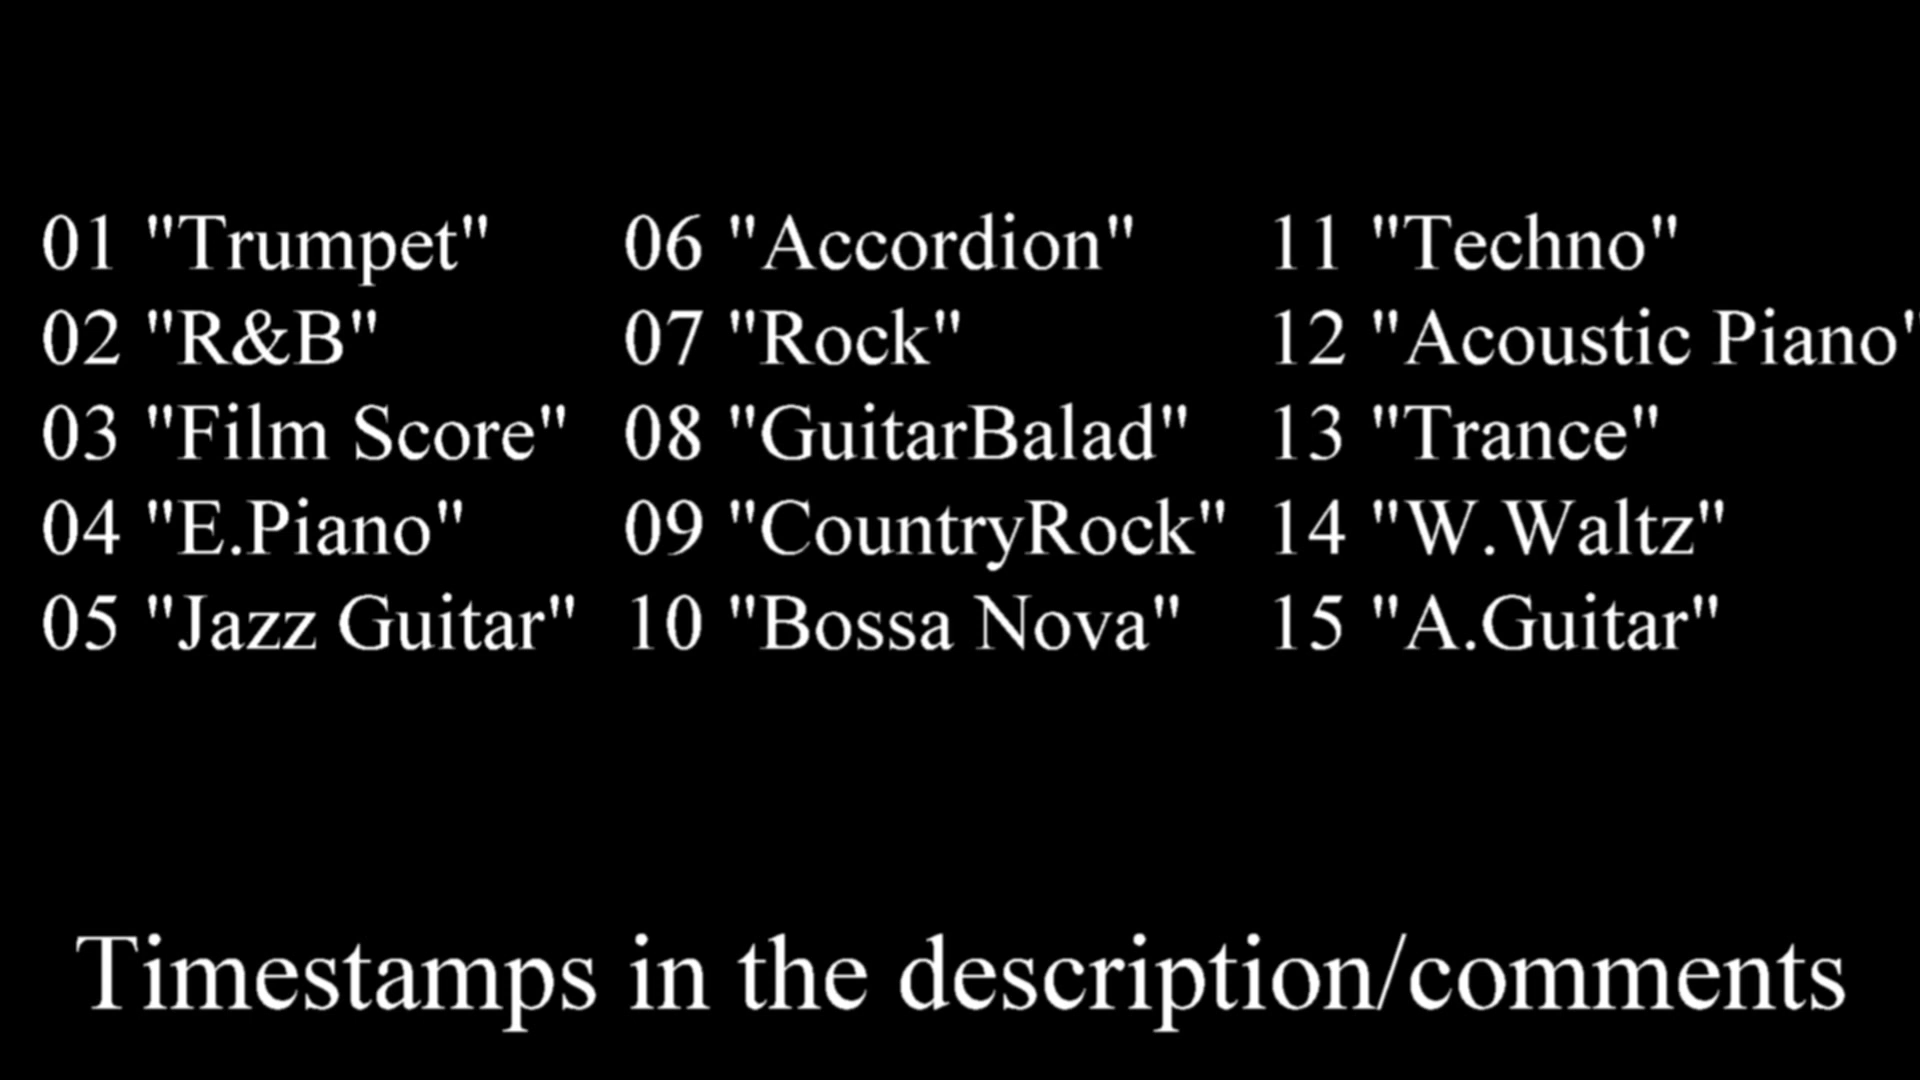 01 "Trumpet"
02 "R&B"
03 "Film Score"
04 "E.Piano"
05 "Jazz Guitar"
06 "Accordion"
07 "Rock"
08 "GuitarBalad"
09 "CountryRock"
10 "Bossa Nova"
11 "Techno"
12 "Acoustic Piano"
13 "Trance"
14 "W.Waltz"
15 "A.Guitar"
Timestamps in the description/comments